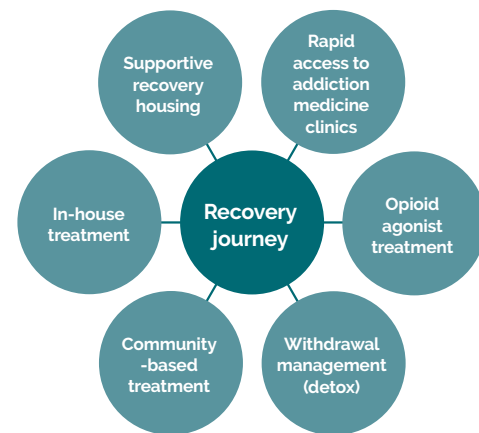 Supportive
recovery
housing
Rapid
access to
addiction
medicine
clinics
In-house
treatment
Recovery
journey
Opioid
agonist
treatment
Community
-based
treatment
Withdrawal
management
(detox)